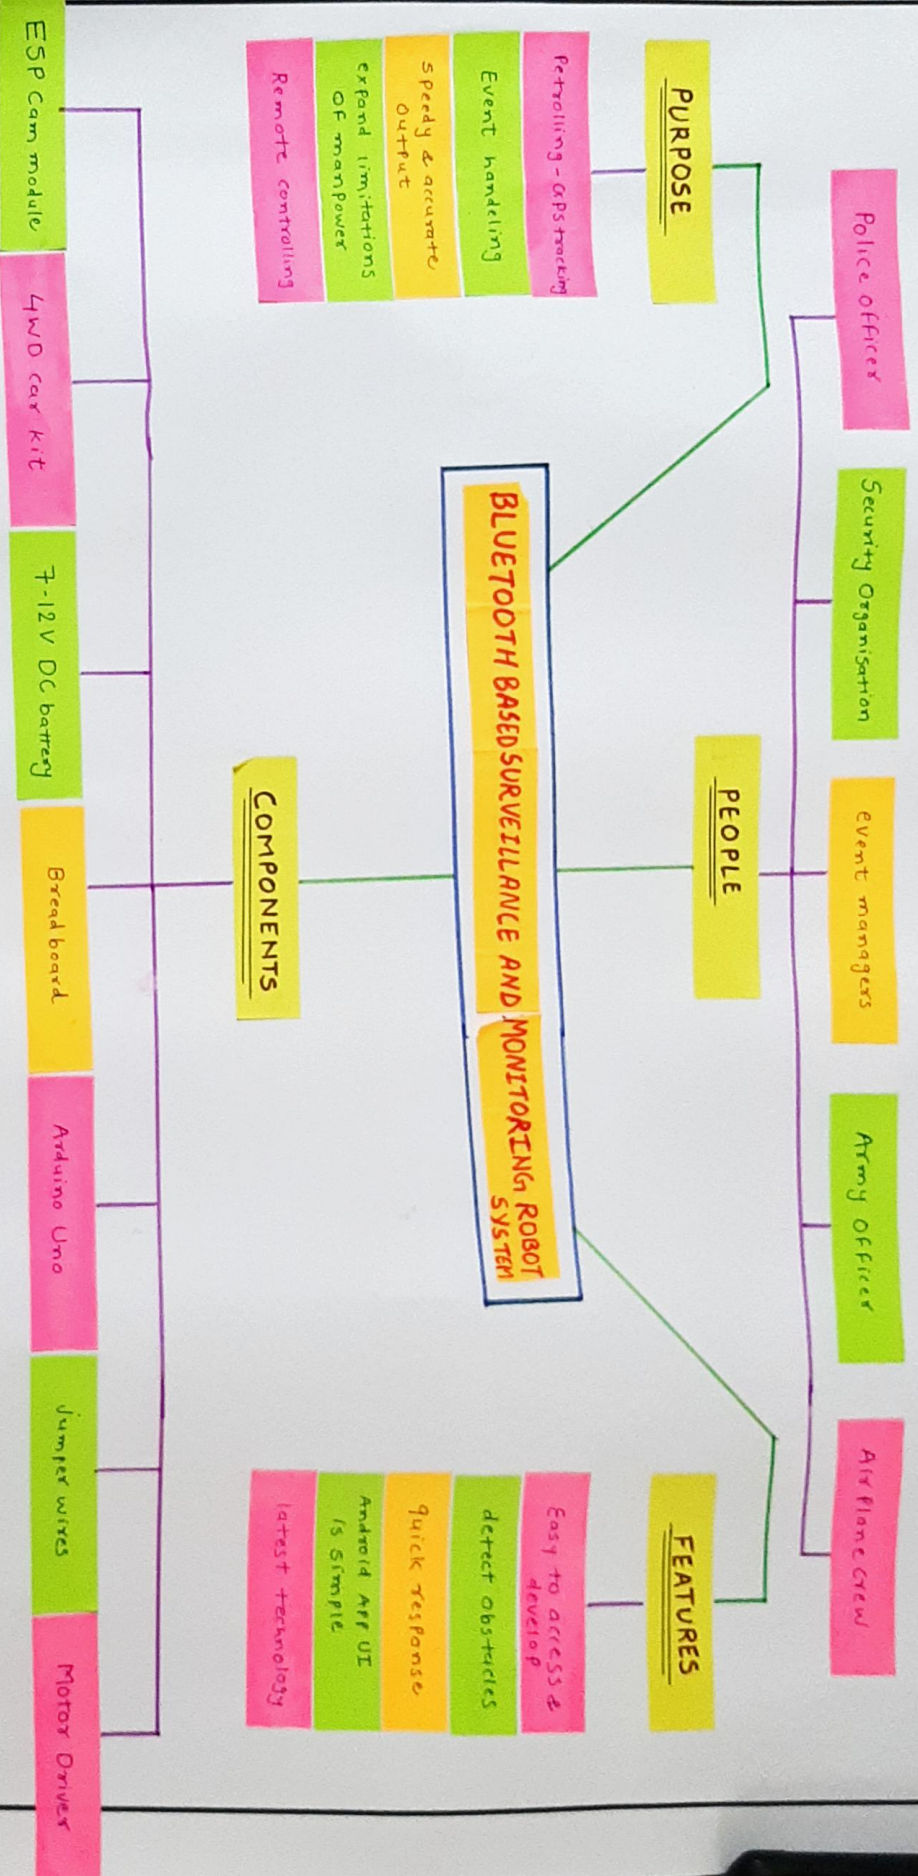 Police officer
Security Organisation
event managers
Army officer
Air Plane crew
PEOPLE
PURPOSE
Petrolling - GPS tracking
Event handeling
speedy & accurate
output
expand limitations
of manpower
Remote controlling
BLUETOOTH BASED SURVEILLANCE AND MONITORING ROBOT
SYSTEM
FEATURES
Easy to access &
develop
detect obstacles
quick response
Android APP UI
is simple
latest technology
COMPONENTS
ESP Cam module
4WD car kit
7-12V DC battery
Bread board
Arduino Uno
Jumper wires
Motor Driver